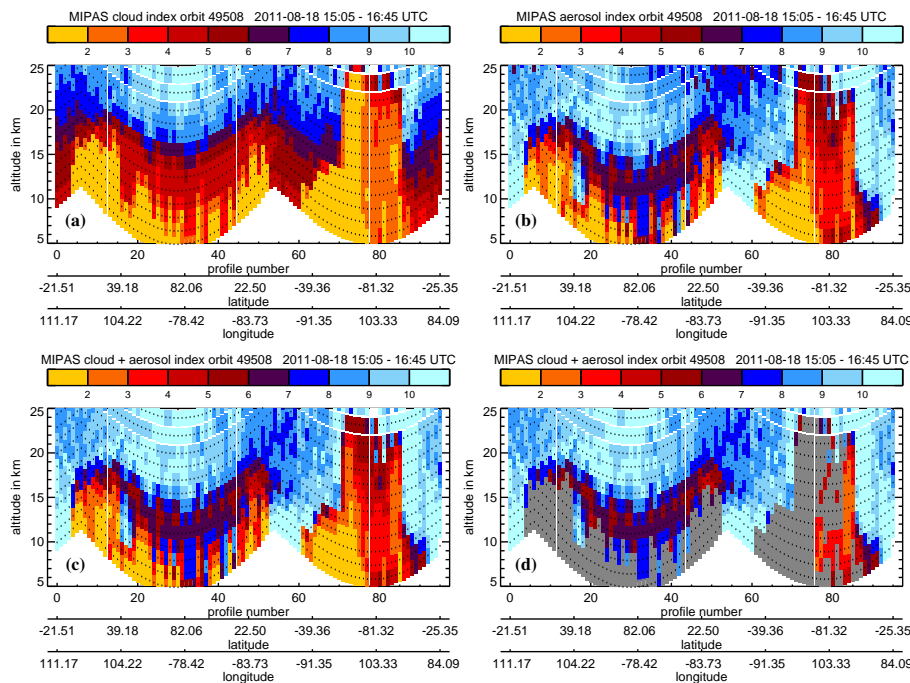 MIPAS cloud index orbit 49508 2011-08-18 15:05 - 16:45 UTC
2 3 4 5 6 7 8 9 10
altitude in km
25
20
15
10
5
(a)
0 20 40 60 80
profile number
-21.51 39.18 82.06 22.50 -39.36 -81.32 -25.35
latitude
111.17 104.22 -78.42 -83.73 -91.35 103.33 84.09
longitude
MIPAS aerosol index orbit 49508 2011-08-18 15:05 - 16:45 UTC
2 3 4 5 6 7 8 9 10
altitude in km
25
20
15
10
5
(b)
0 20 40 60 80
profile number
-21.51 39.18 82.06 22.50 -39.36 -81.32 -25.35
latitude
111.17 104.22 -78.42 -83.73 -91.35 103.33 84.09
longitude
MIPAS cloud + aerosol index orbit 49508 2011-08-18 15:05 - 16:45 UTC
2 3 4 5 6 7 8 9 10
altitude in km
25
20
15
10
5
(c)
0 20 40 60 80
profile number
-21.51 39.18 82.06 22.50 -39.36 -81.32 -25.35
latitude
111.17 104.22 -78.42 -83.73 -91.35 103.33 84.09
longitude
MIPAS cloud + aerosol index orbit 49508 2011-08-18 15:05 - 16:45 UTC
2 3 4 5 6 7 8 9 10
altitude in km
25
20
15
10
5
(d)
0 20 40 60 80
profile number
-21.51 39.18 82.06 22.50 -39.36 -81.32 -25.35
latitude
111.17 104.22 -78.42 -83.73 -91.35 103.33 84.09
longitude